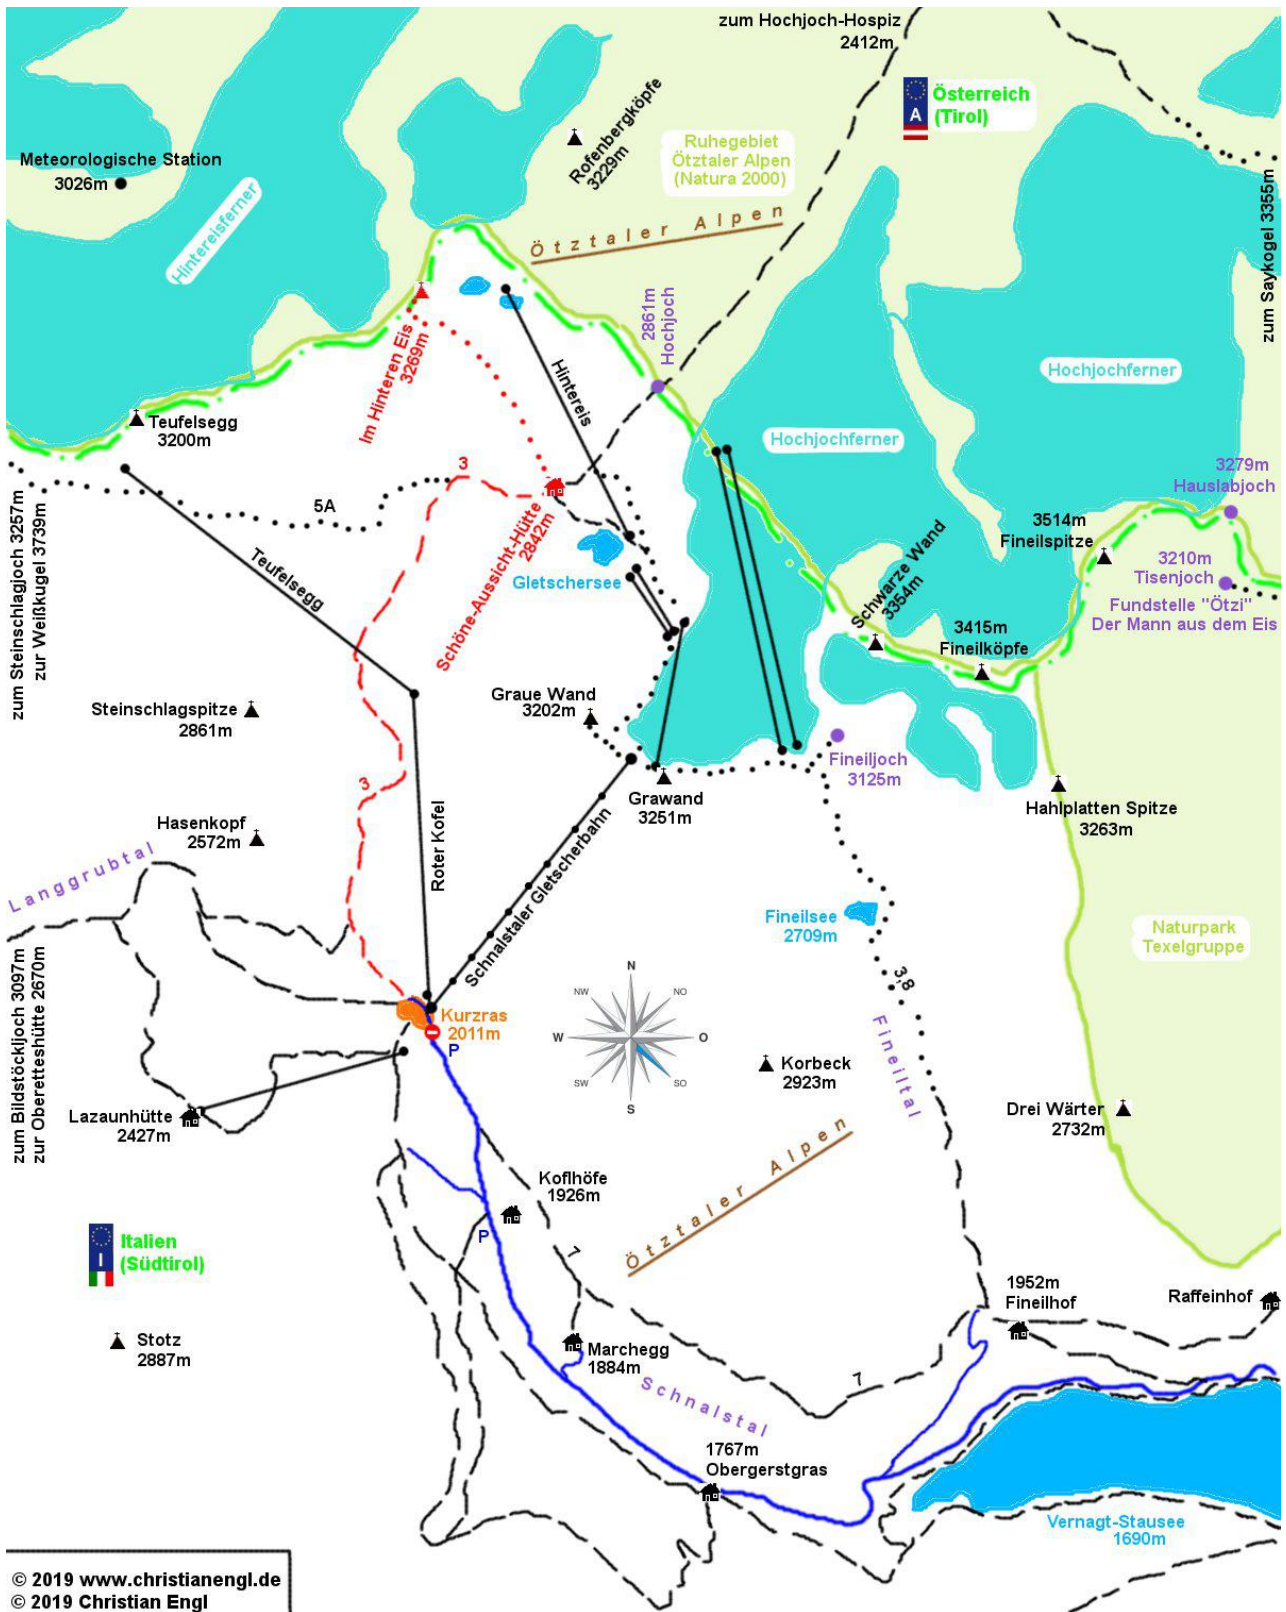 zum Hochjoch-Hospiz
2412m
Österreich
(Tirol)
A
Rofenbergköpfe
3229m
Ruhegebiet
Ötztaler Alpen
(Natura 2000)
Meteorologische Station
3026m
zum Saykogel 3355m
Hintereisferner
Ötztaler Alpen
2861m
Hochjoch
Im Hinteren Eis
3269m
Hintereis
Hochjochferner
Hochjochferner
Teufelsegg
3200m
3
3279m
Hauslabjoch
5A
zum Steinschlagjoch 3257m
zur Weißkugel 3739m
Schöne-Aussicht-Hütte
2842m
3514m
Fineilspitze
Teufelsegg
Gletschersee
Schwarze Wand
3354m
3210m
Tisenjoch
Fundstelle "Ötzi"
Der Mann aus dem Eis
3415m
Fineilköpfe
Steinschlagspitze
2861m
Graue Wand
3202m
Fineiljoch
3125m
3
Grawand
3251m
Hahlplatten Spitze
3263m
Hasenkopf
2572m
Roter Kofel
Schnalstaler Gletscherbahn
Langgrubtal
Fineilsee
2709m
Naturpark
Texelgruppe
3,8
N
NW
NO
W
O
SW
SO
S
Kurzras
2011m
P
Fineiltal
zum Bildstöckljoch 3097m
zur Oberetteshütte 2670m
Korbeck
2923m
Lazaunhütte
2427m
Drei Wärter
2732m
Ötztaler Alpen
Koflhöfe
1926m
P
7
I
Italien
(Südtirol)
1952m
Fineilhof
Raffeinhof
Stotz
2887m
Marchegg
1884m
7
Schnalstal
1767m
Obergerstgras
Vernagt-Stausee
1690m
© 2019 www.christianengl.de
© 2019 Christian Engl